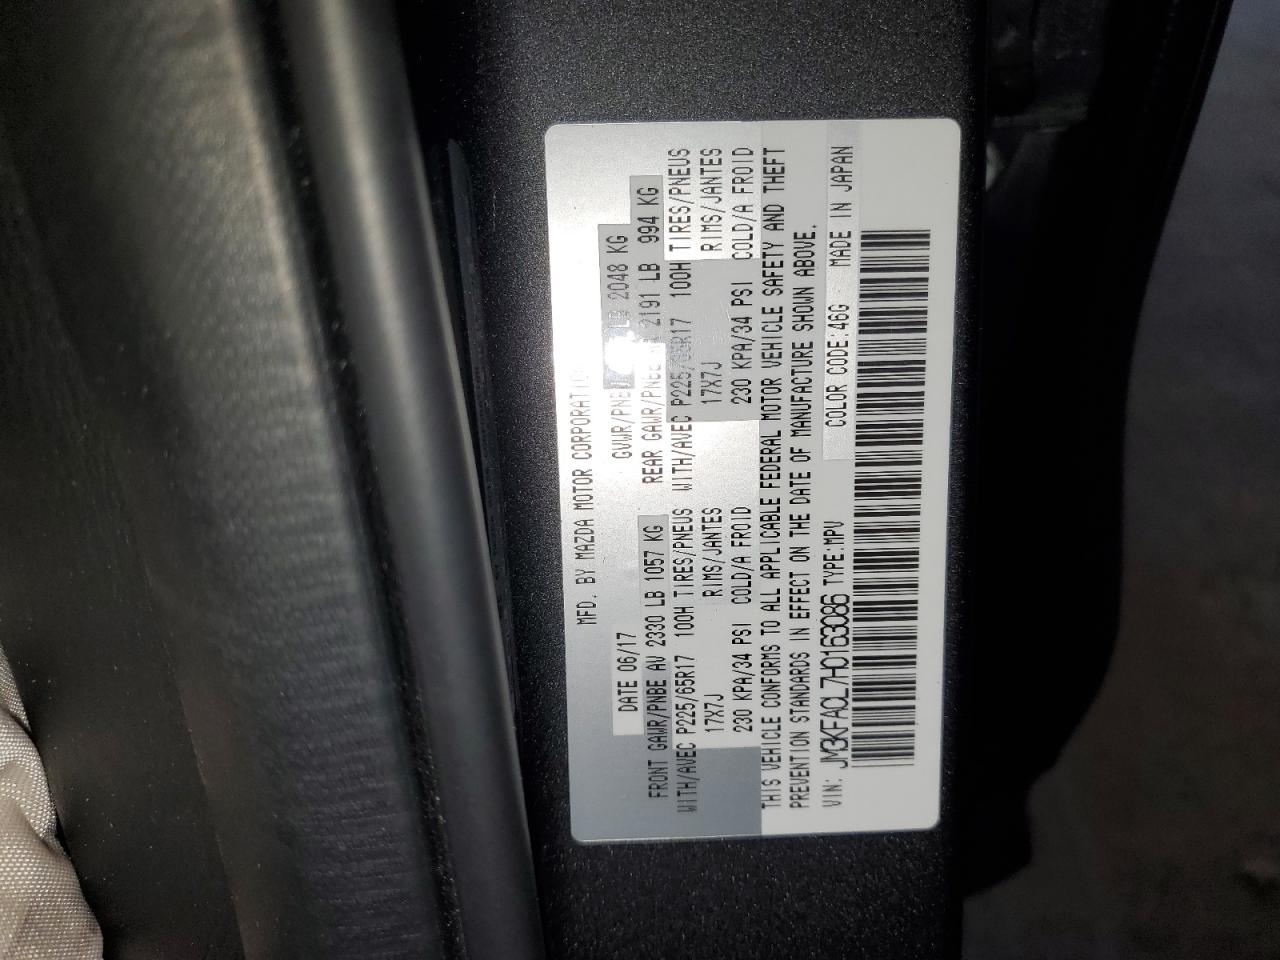 MFD. BY MAZDA MOTOR CORPORATION
DATE 06/17 GVWR/PNBV LB 2048 KG
FRONT GAWR/PNBE AV 2330 LB 1057 KG REAR GAWR/PNBE 2191 LB 994 KG
WITH/AVEC P225/65R17 100H TIRES/PNEUS WITH/AVEC P225/65R17 100H TIRES/PNEUS
17X7J RIMS/JANTES 17X7J RIMS/JANTES
230 KPA/34 PSI COLD/A FROID 230 KPA/34 PSI COLD/A FROID
THIS VEHICLE CONFORMS TO ALL APPLICABLE FEDERAL MOTOR VEHICLE SAFETY AND THEFT
PREVENTION STANDARDS IN EFFECT ON THE DATE OF MANUFACTURE SHOWN ABOVE.
VIN: JM3KFACL7H0163086 TYPE:MPV COLOR CODE:46G MADE IN JAPAN